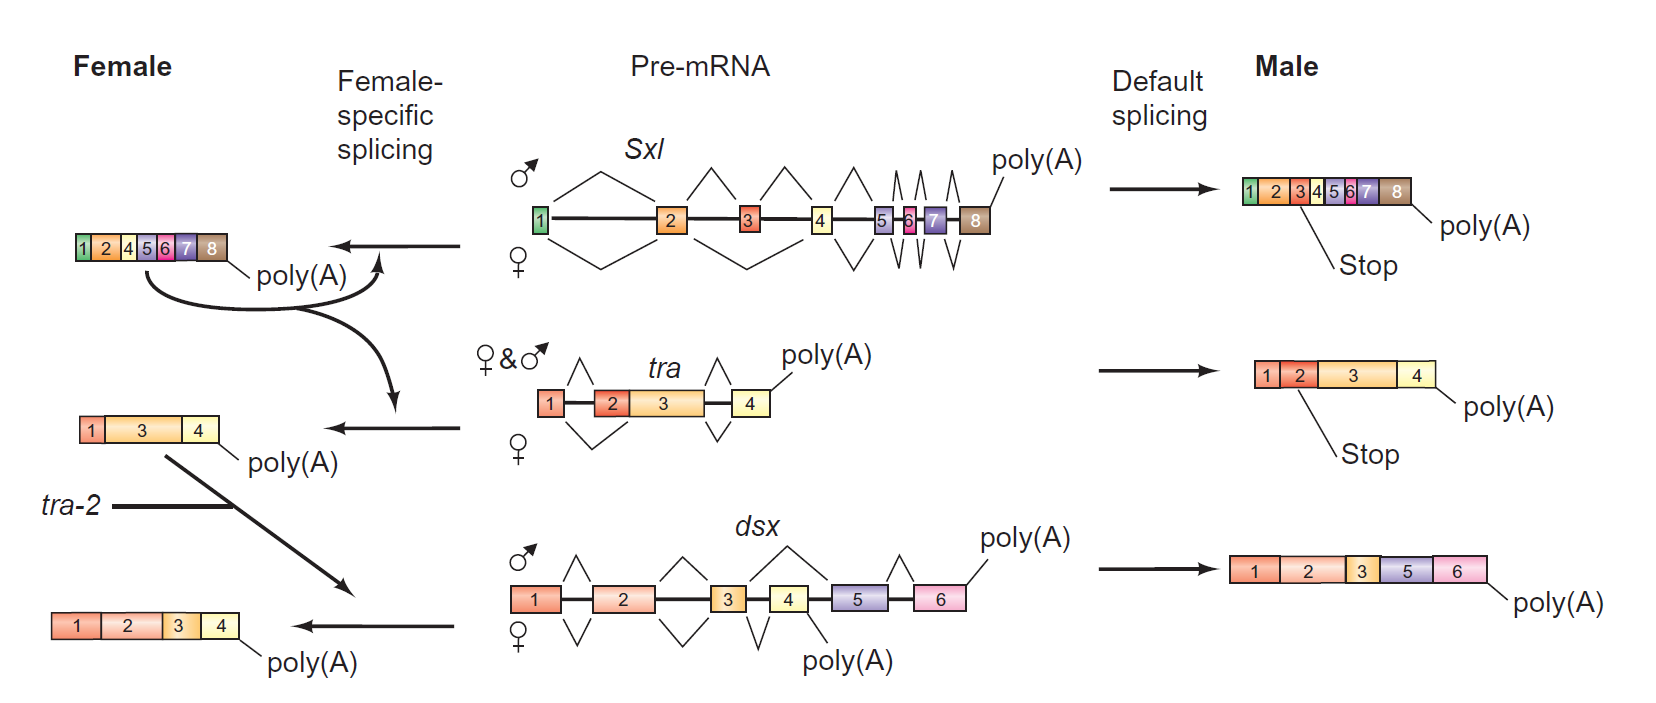 Female
Female-
specific
splicing
Pre-mRNA
Default
splicing
Male
Sxl
♂
poly(A)
1 2 3 4 5 6 7 8
♀
1 2 4 5 6 7 8
poly(A)
1 2 3 4 5 6 7 8
poly(A)
Stop
♀&♂
tra
poly(A)
1 2 3 4
♀
1 3 4
poly(A)
1 2 3 4
poly(A)
Stop
tra-2
dsx
♂
poly(A)
1 2 3 4 5 6
♀
poly(A)
1 2 3 4
poly(A)
1 2 3 5 6
poly(A)